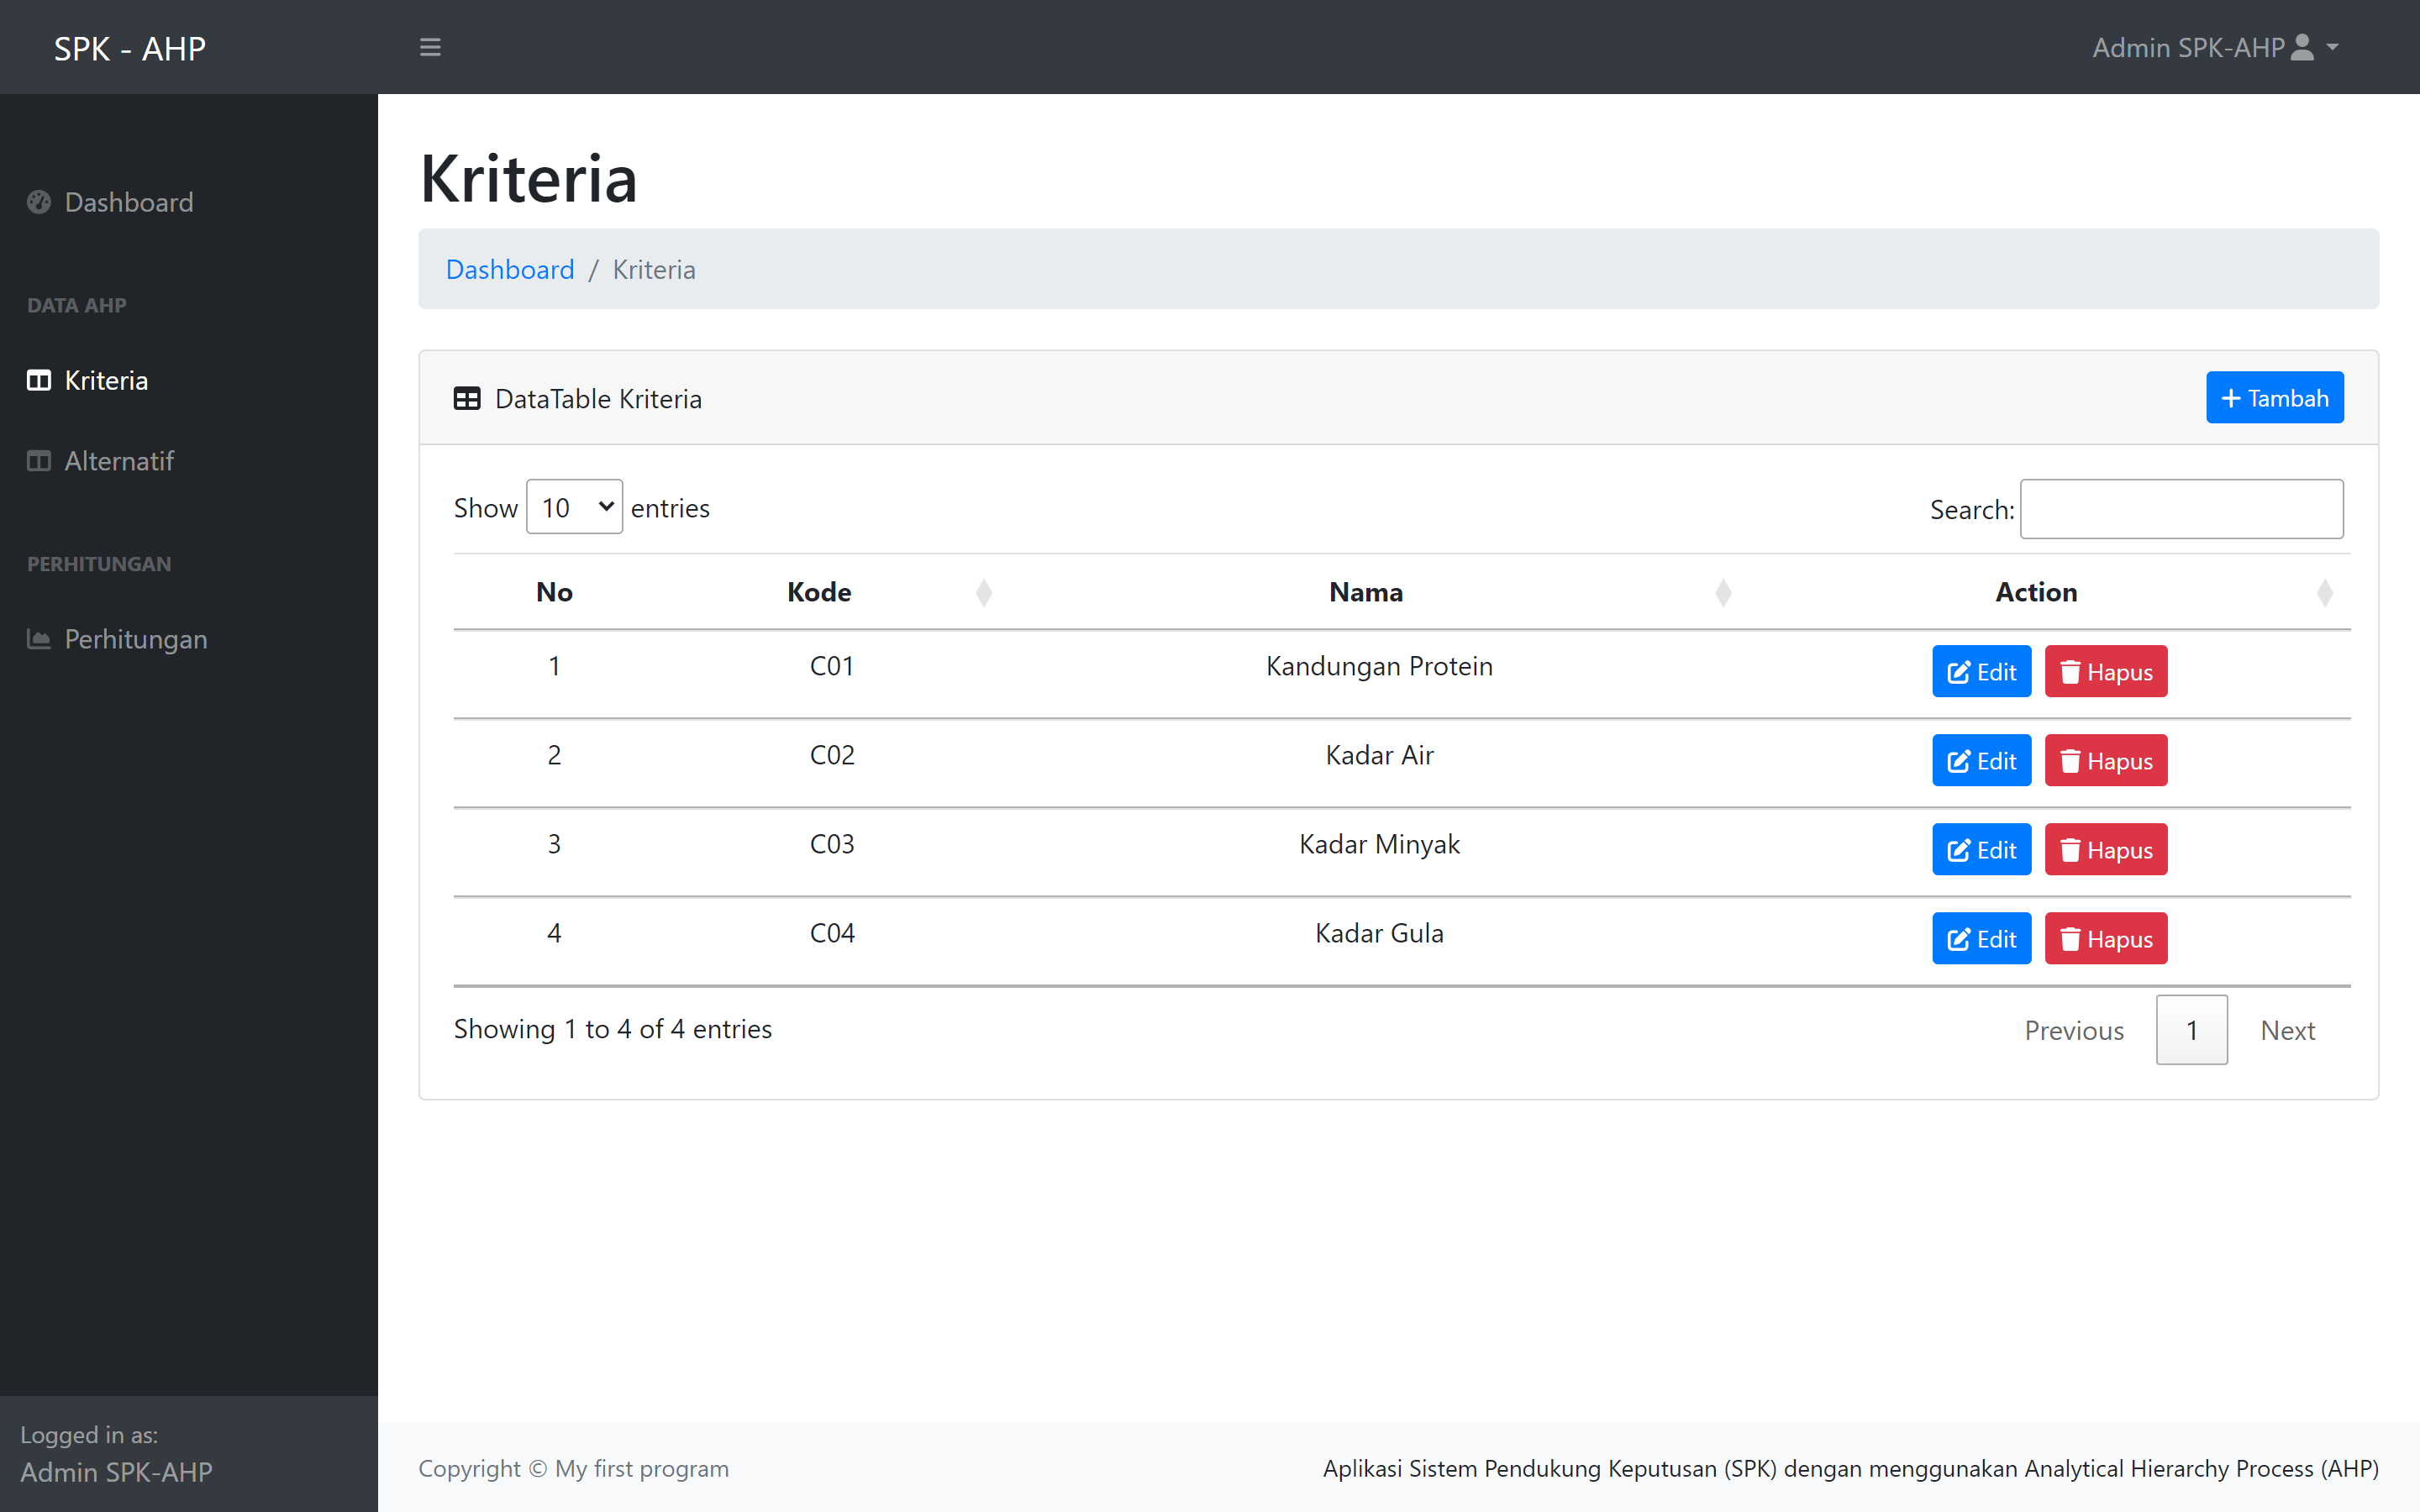 SPK - AHP
Admin SPK-AHP
Dashboard
DATA AHP
Kriteria
Alternatif
PERHITUNGAN
Perhitungan
Logged in as:
Admin SPK-AHP
Kriteria
Dashboard / Kriteria
DataTable Kriteria
Tambah
Show 10 entries
Search:
No Kode Nama Action
1 C01 Kandungan Protein Edit Hapus
2 C02 Kadar Air Edit Hapus
3 C03 Kadar Minyak Edit Hapus
4 C04 Kadar Gula Edit Hapus
Showing 1 to 4 of 4 entries
Previous 1 Next
Copyright © My first program
Aplikasi Sistem Pendukung Keputusan (SPK) dengan menggunakan Analytical Hierarchy Process (AHP)